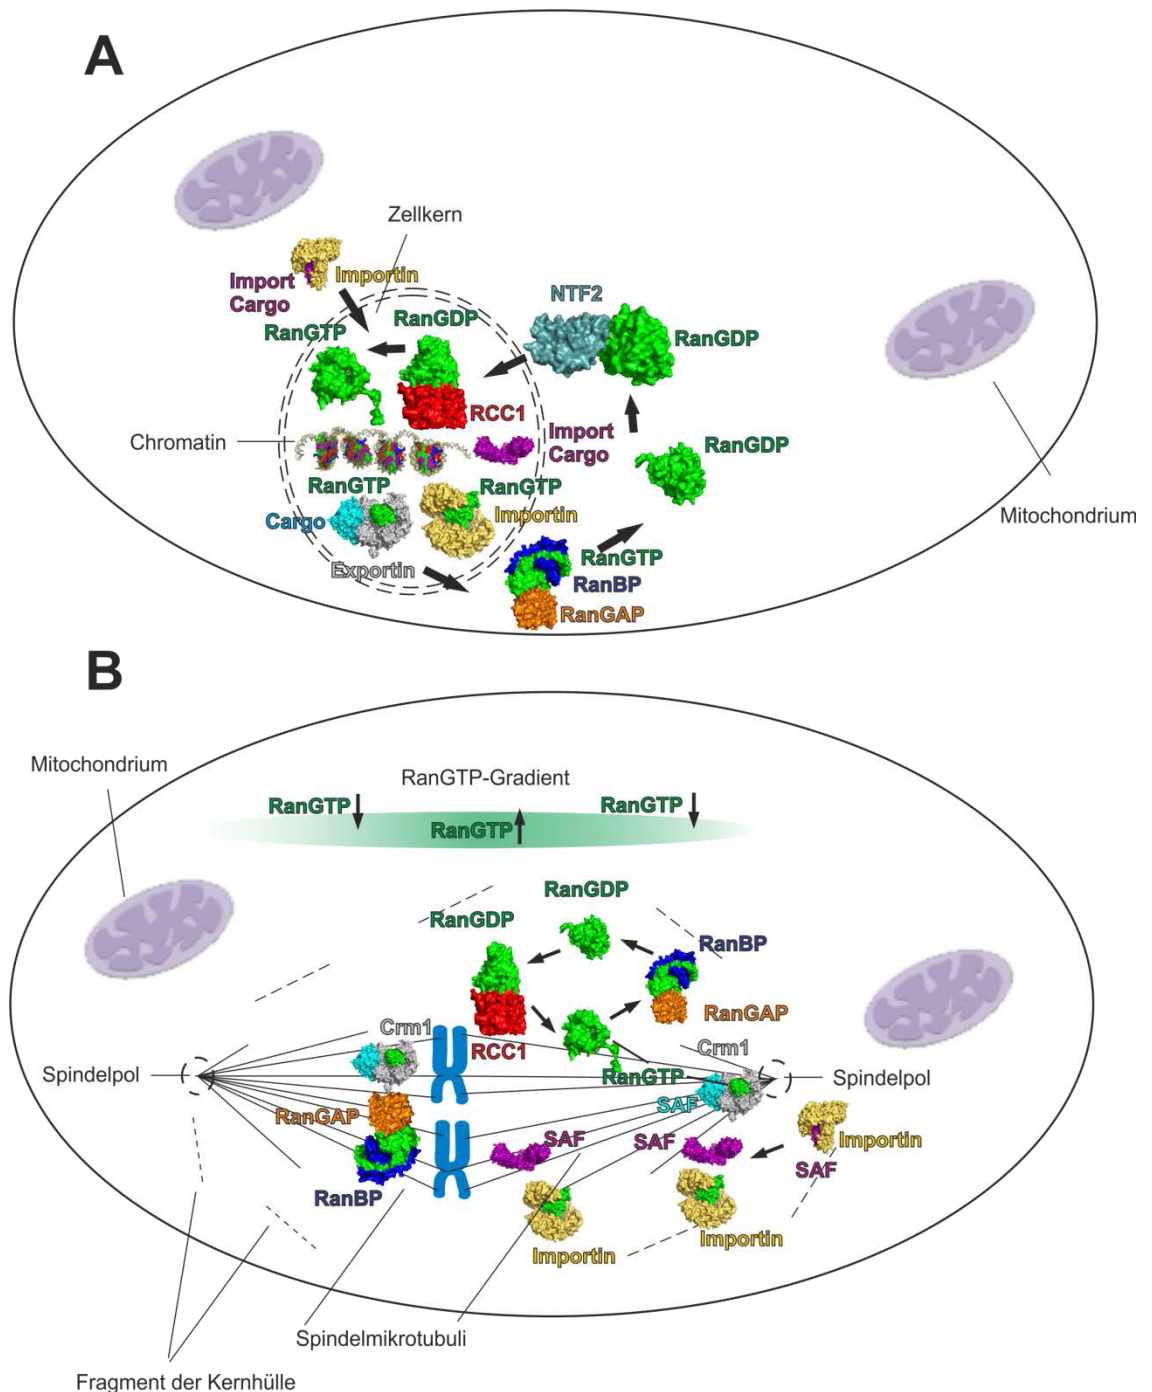 A
Zellkern
Import
Cargo
Importin
RanGTP
RanGDP
NTF2
RanGDP
RCC1
Chromatin
Import
Cargo
RanGDP
RanGTP
RanGTP
Cargo
Importin
Mitochondrium
Exportin
RanGTP
RanBP
RanGAP
B
Mitochondrium
RanGTP-Gradient
RanGTP
RanGTP
RanGTP
RanGDP
RanGDP
RanBP
RanGAP
Crm1
RCC1
Crm1
Spindelpol
RanGTP
Spindelpol
SAF
RanGAP
SAF
SAF
Importin
SAF
RanBP
Importin
Importin
Spindelmikrotubuli
Fragment der Kernhülle